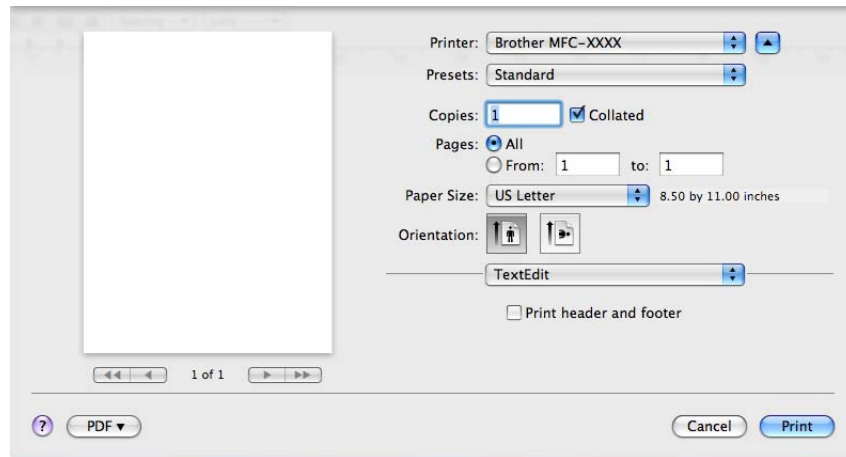 Printer: Brother MFC-XXXX
Presets: Standard
Copies: 1 Collated
Pages: All
From: 1 to: 1
Paper Size: US Letter 8.50 by 11.00 inches
Orientation:
TextEdit
Print header and footer
1 of 1
? PDF ▼ Cancel Print